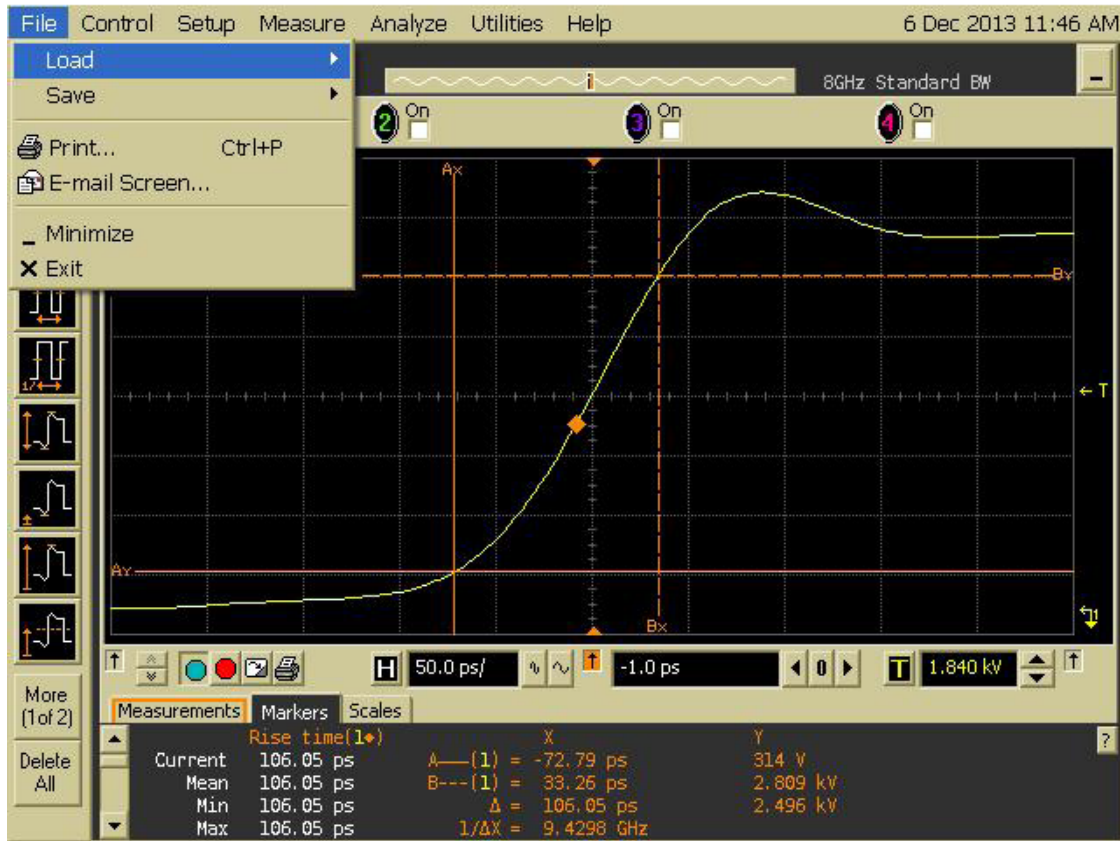 File Control Setup Measure Analyze Utilities Help 6 Dec 2013 11:46 AM
Load
8GHz Standard BW
Save
2 On 3 On 4 On
Print... Ctrl+P
E-mail Screen...
Minimize
Exit
Ax
By
T
Ay
Bx
1
H 50.0 ps/ -1.0 ps 0 T 1.840 kV
More
(1of 2)
Delete
All
Measurements Markers Scales
Rise time(1◆) X Y
Current 106.05 ps A——(1) = -72.79 ps 314 V
Mean 106.05 ps B---(1) = 33.26 ps 2.809 kV
Min 106.05 ps Δ = 106.05 ps 2.496 kV
Max 106.05 ps 1/ΔX = 9.4298 GHz
?